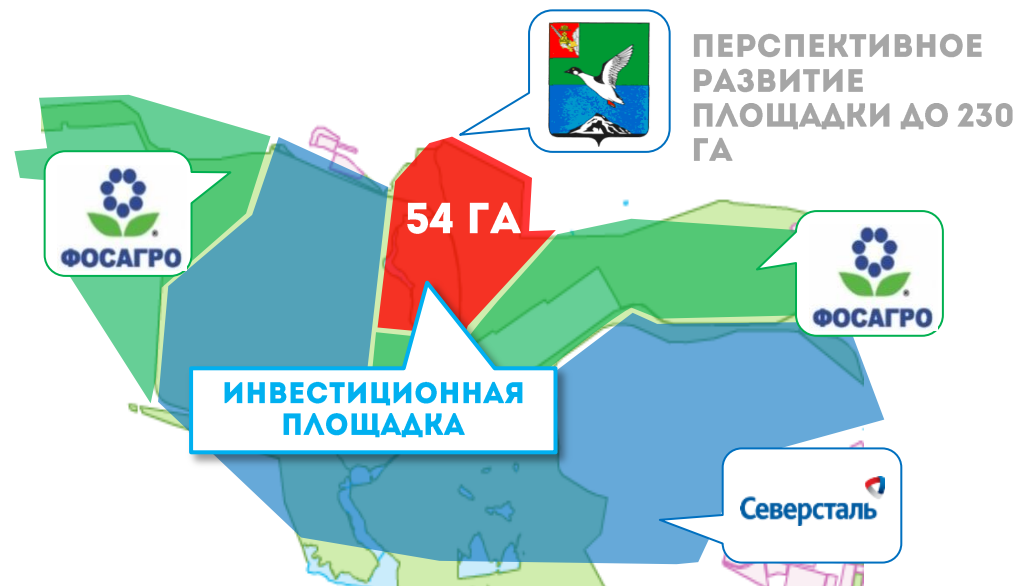 ПЕРСПЕКТИВНОЕ
РАЗВИТИЕ
ПЛОЩАДКИ ДО 230
ГА
54 ГА
ФОСАГРО
ФОСАГРО
ИНВЕСТИЦИОННАЯ
ПЛОЩАДКА
Северсталь